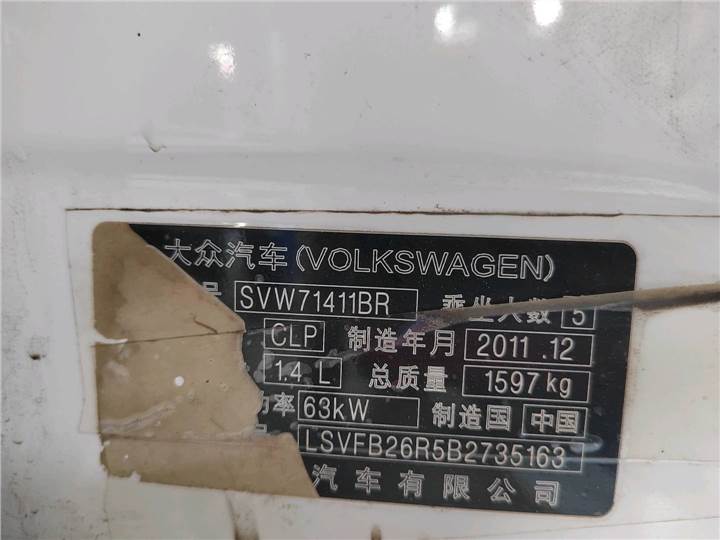 大众汽车(VOLKSWAGEN)
号 SVW71411BR 乘坐人数 5
CLP 制造年月 2011.12
1.4 L 总质量 1597kg
功率 63kW 制造国 中国
LSVFB26R5B2735163
汽车有限公司